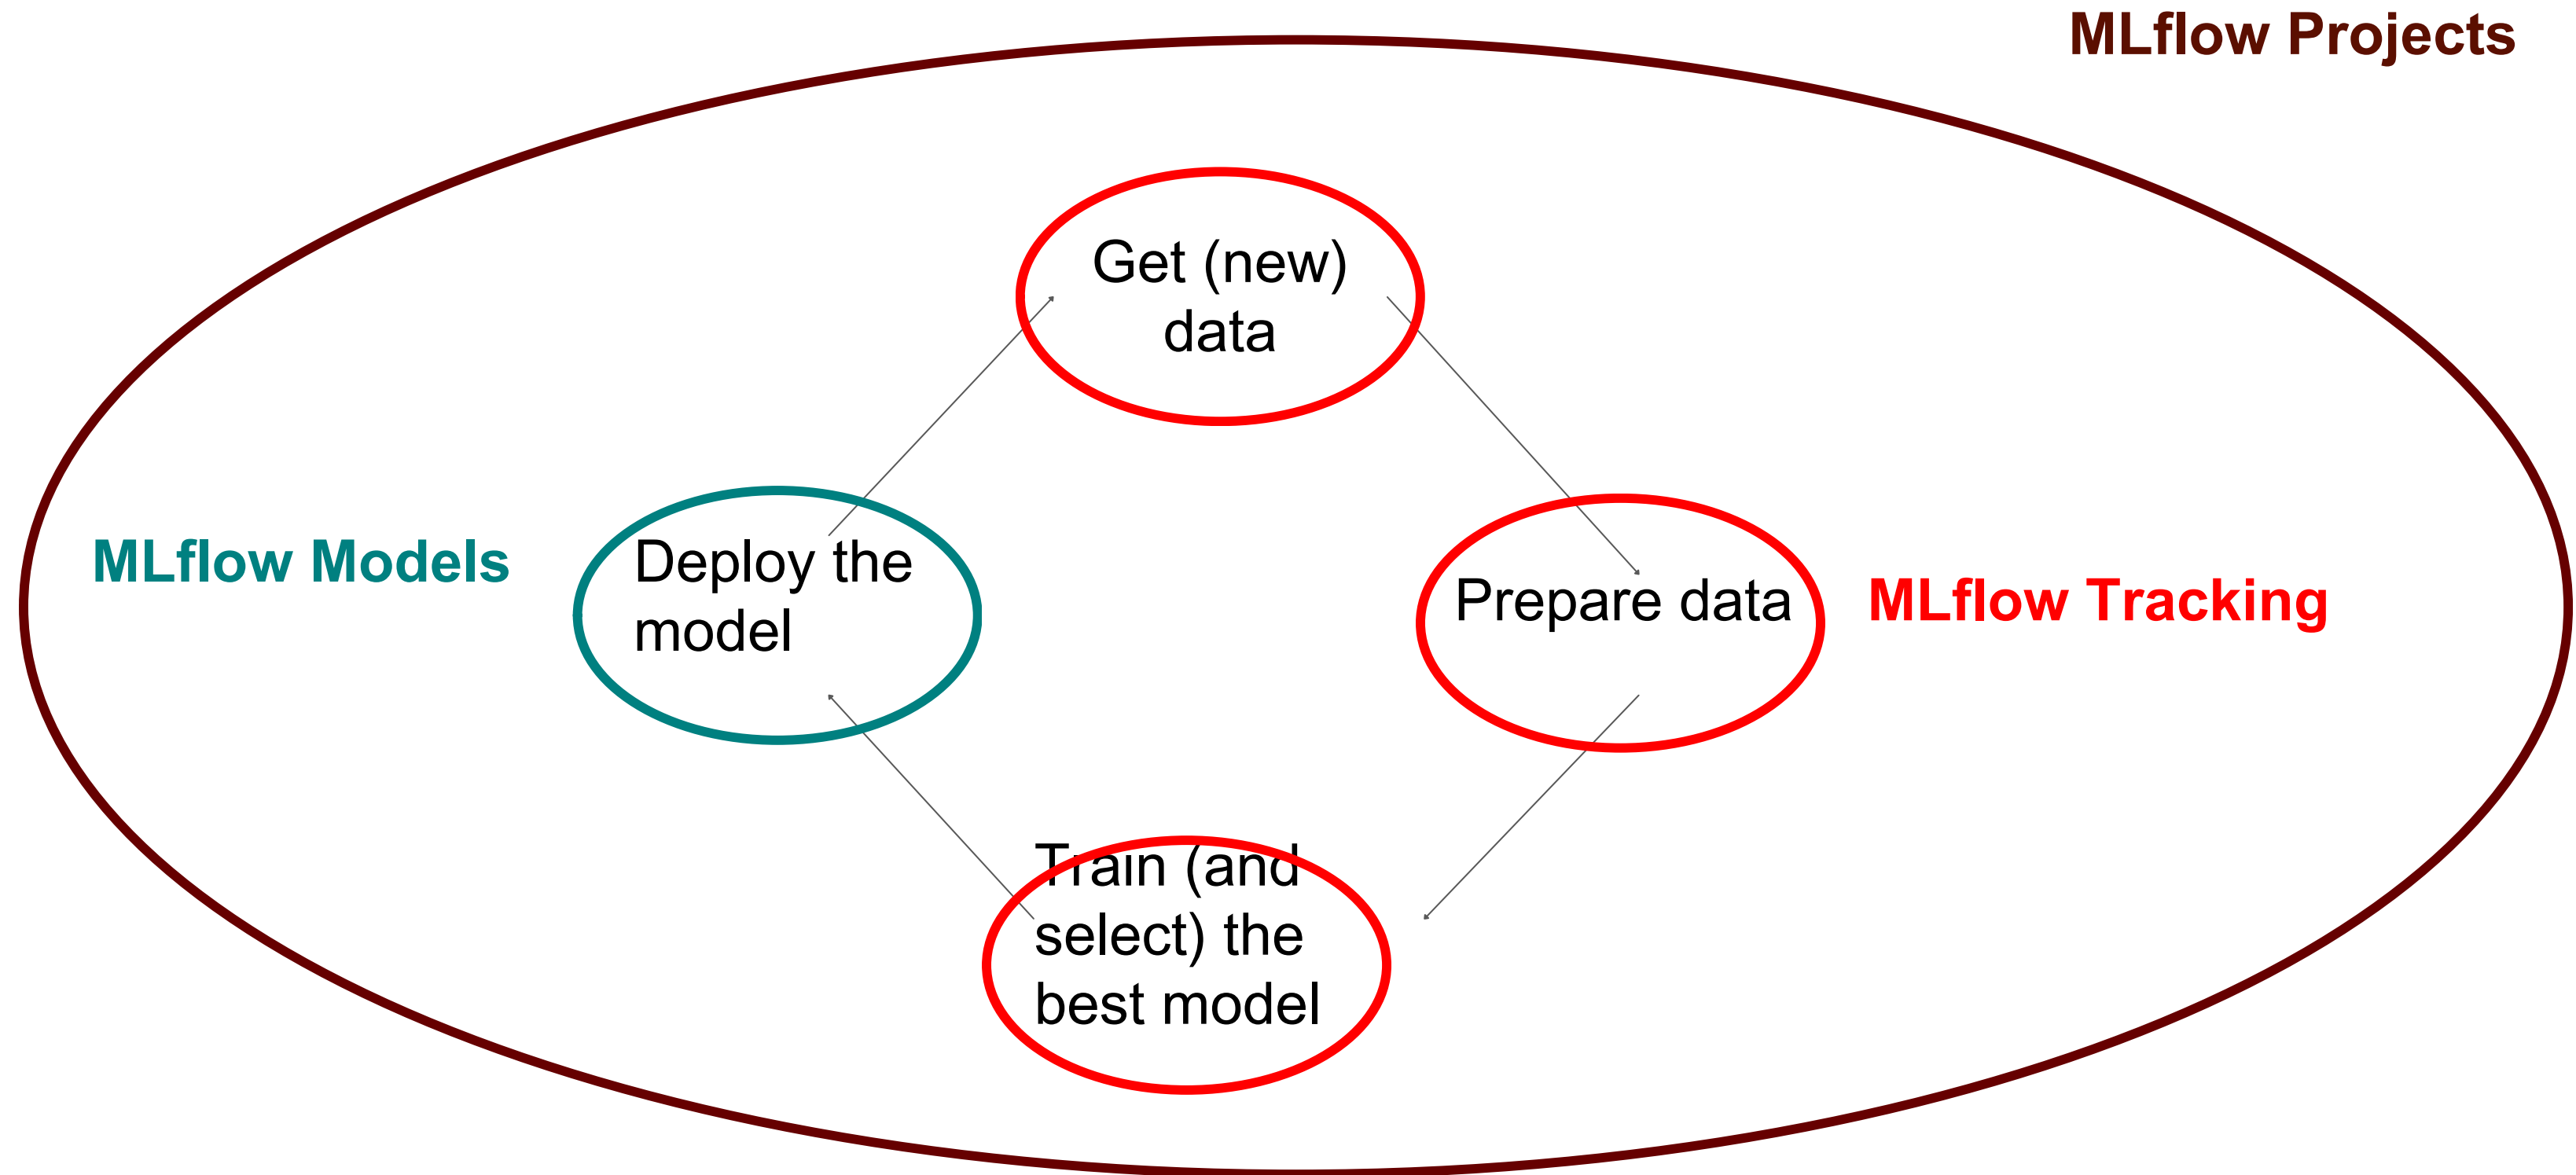 MLflow Projects
Get (new)
data
MLflow Models
Deploy the
model
Prepare data
MLflow Tracking
Train (and
select) the
best model